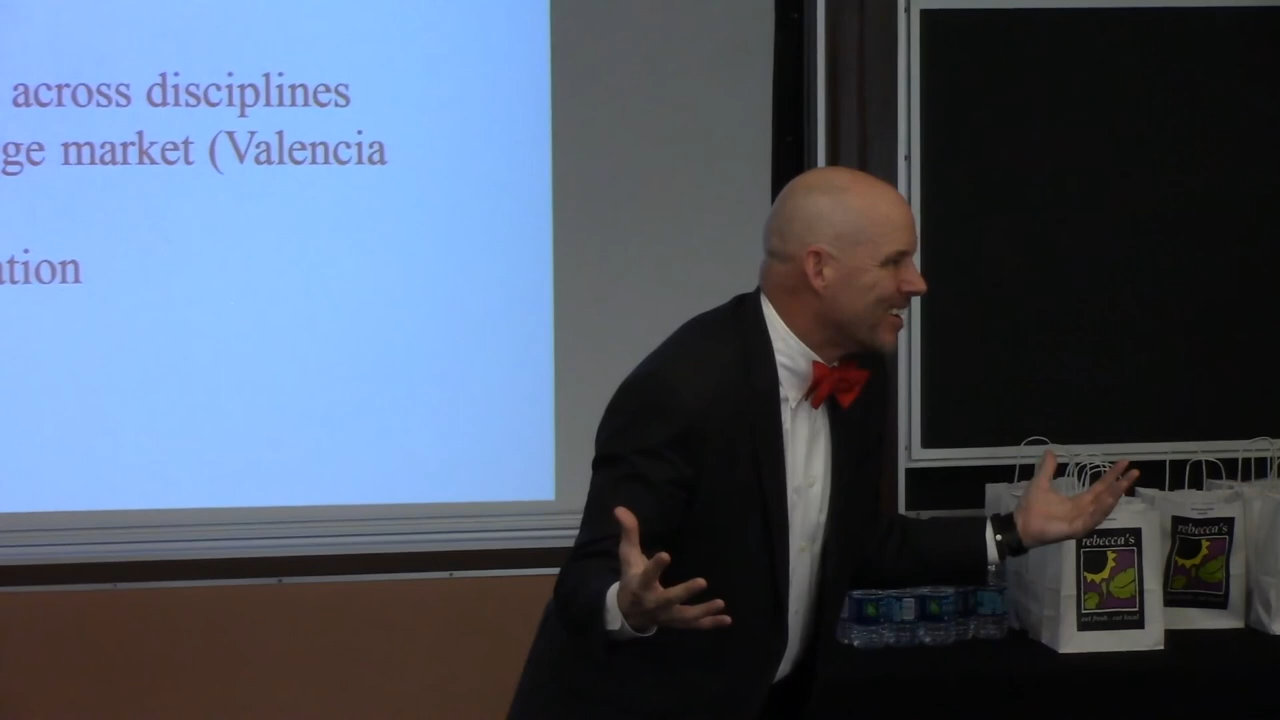 across disciplines
ge market (Valencia
ation
rebecca's
eat fresh · eat local
rebecca's